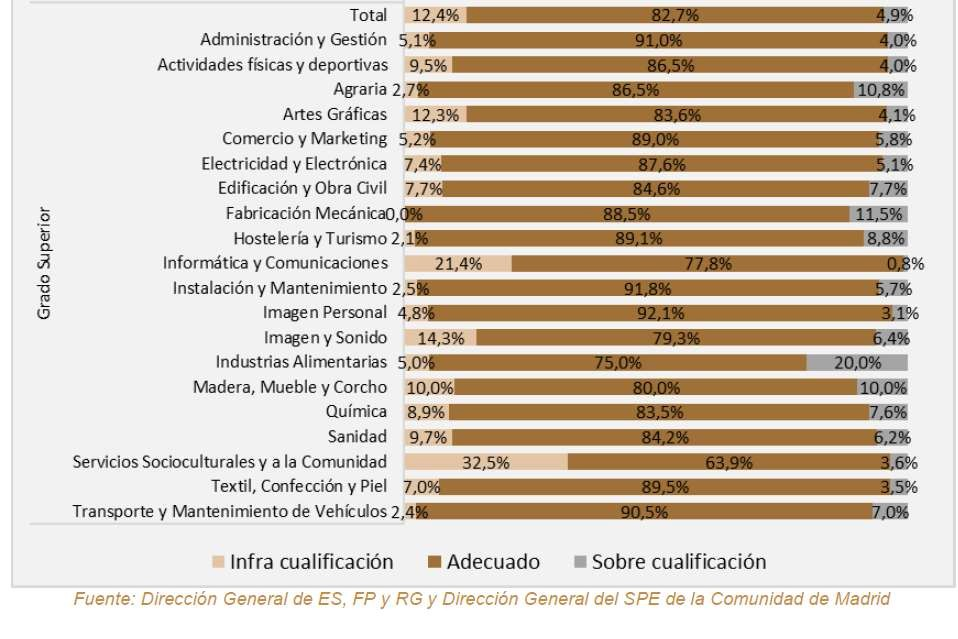 Grado Superior
Total 12,4% 82,7% 4,9%
Administración y Gestión 5,1% 91,0% 4,0%
Actividades físicas y deportivas 9,5% 86,5% 4,0%
Agraria 2,7% 86,5% 10,8%
Artes Gráficas 12,3% 83,6% 4,1%
Comercio y Marketing 5,2% 89,0% 5,8%
Electricidad y Electrónica 7,4% 87,6% 5,1%
Edificación y Obra Civil 7,7% 84,6% 7,7%
Fabricación Mecánica 0,0% 88,5% 11,5%
Hostelería y Turismo 2,1% 89,1% 8,8%
Informática y Comunicaciones 21,4% 77,8% 0,8%
Instalación y Mantenimiento 2,5% 91,8% 5,7%
Imagen Personal 4,8% 92,1% 3,1%
Imagen y Sonido 14,3% 79,3% 6,4%
Industrias Alimentarias 5,0% 75,0% 20,0%
Madera, Mueble y Corcho 10,0% 80,0% 10,0%
Química 8,9% 83,5% 7,6%
Sanidad 9,7% 84,2% 6,2%
Servicios Socioculturales y a la Comunidad 32,5% 63,9% 3,6%
Textil, Confección y Piel 7,0% 89,5% 3,5%
Transporte y Mantenimiento de Vehículos 2,4% 90,5% 7,0%
Infra cualificación Adecuado Sobre cualificación
Fuente: Dirección General de ES, FP y RG y Dirección General del SPE de la Comunidad de Madrid